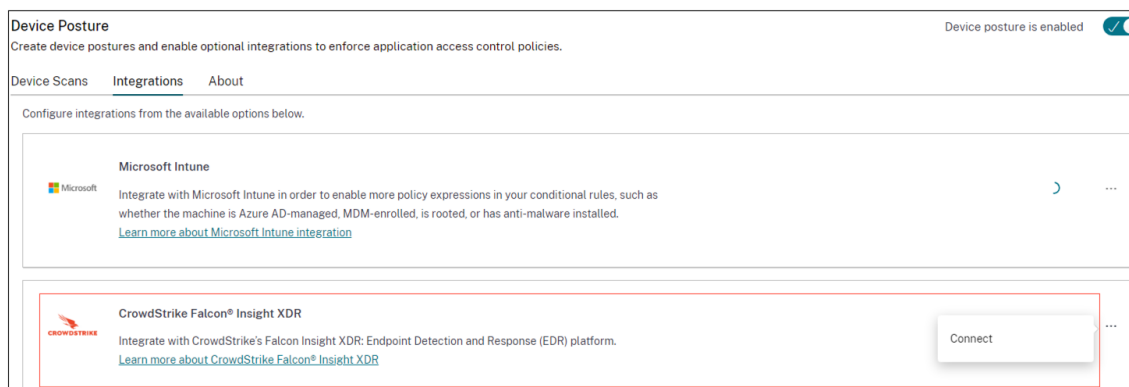 Device Posture
Device posture is enabled
Create device postures and enable optional integrations to enforce application access control policies.
Device Scans Integrations About
Configure integrations from the available options below.
Microsoft Intune
Microsoft
Integrate with Microsoft Intune in order to enable more policy expressions in your conditional rules, such as
whether the machine is Azure AD-managed, MDM-enrolled, is rooted, or has anti-malware installed.
Learn more about Microsoft Intune integration
CrowdStrike Falcon® Insight XDR
CROWDSTRIKE
Integrate with CrowdStrike's Falcon Insight XDR: Endpoint Detection and Response (EDR) platform.
Connect
Learn more about CrowdStrike Falcon® Insight XDR